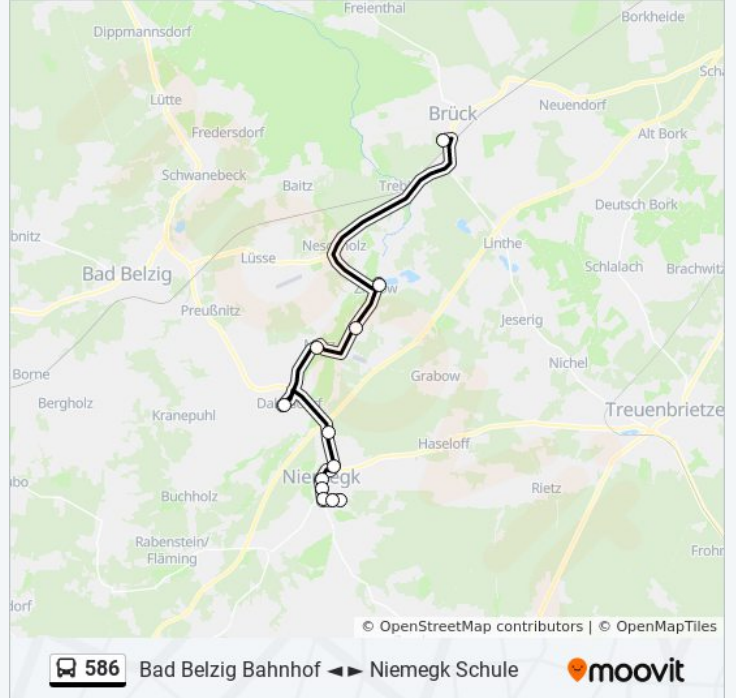 Freienthal
Borkheide
Dippmannsdorf
Lütte
Neuendorf
Brück
Fredersdorf
Alt Bork
Schwanebeck
Baitz
Deutsch Bork
Linthe
Lüsse
Bad Belzig
Schlalach
Preußnitz
Jeserig
Nichel
Borne
Grabow
Bergholz
Kranepuhl
Treuenbrietze
Haseloff
Niemegk
Rietz
Buchholz
Rabenstein/
Fläming
© OpenStreetMap contributors | © OpenMapTiles
586 Bad Belzig Bahnhof ◄ ► Niemegk Schule
moovit